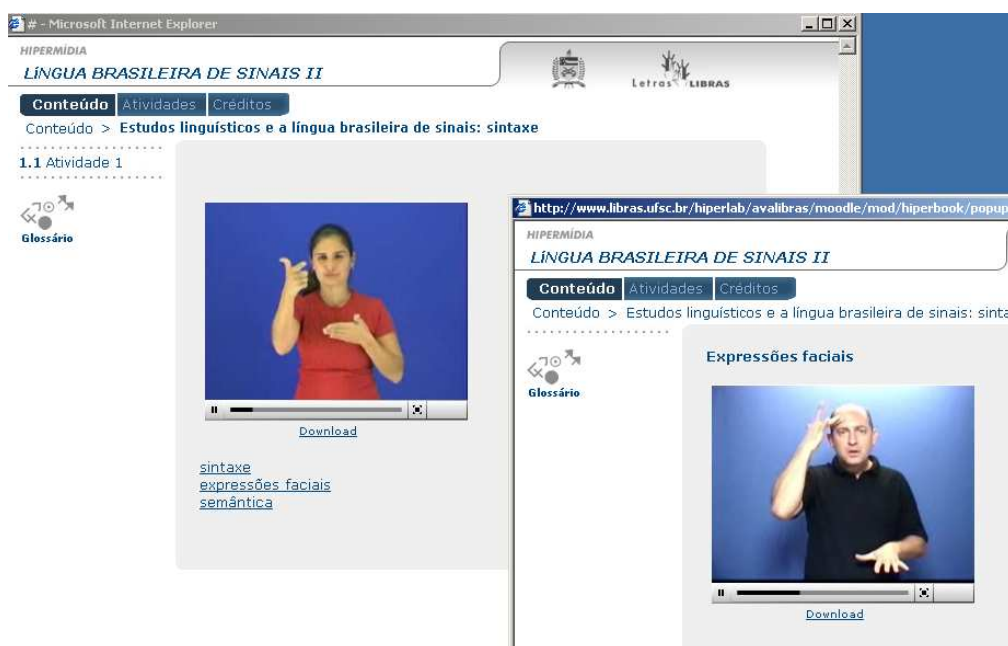 # - Microsoft Internet Explorer
HIPERMÍDIA
LÍNGUA BRASILEIRA DE SINAIS II
Letras LIBRAS
Conteúdo Atividades Créditos
Conteúdo > Estudos linguísticos e a língua brasileira de sinais: sintaxe
1.1 Atividade 1
Glossário
Download
sintaxe
expressões faciais
semântica
http://www.libras.ufsc.br/hiperlab/avalibras/moodle/mod/hiperbook/popup
HIPERMÍDIA
LÍNGUA BRASILEIRA DE SINAIS II
Conteúdo Atividades Créditos
Conteúdo > Estudos linguísticos e a língua brasileira de sinais: sinta
Glossário
Expressões faciais
Download